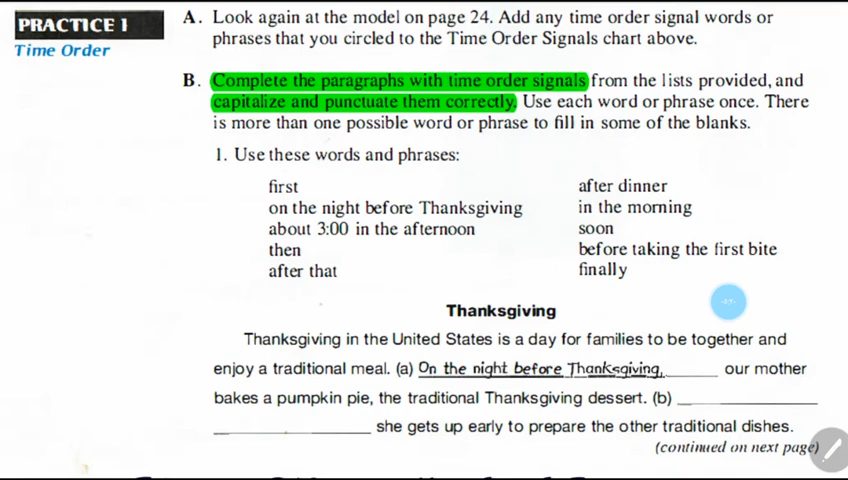 PRACTICE 1
Time Order
A. Look again at the model on page 24. Add any time order signal words or
phrases that you circled to the Time Order Signals chart above.
B. Complete the paragraphs with time order signals from the lists provided, and
capitalize and punctuate them correctly. Use each word or phrase once. There
is more than one possible word or phrase to fill in some of the blanks.
1. Use these words and phrases:
first
on the night before Thanksgiving
about 3:00 in the afternoon
then
after that
after dinner
in the morning
soon
before taking the first bite
finally
Thanksgiving
Thanksgiving in the United States is a day for families to be together and
enjoy a traditional meal. (a) On the night before Thanksgiving, our mother
bakes a pumpkin pie, the traditional Thanksgiving dessert. (b)
she gets up early to prepare the other traditional dishes.
(continued on next page)